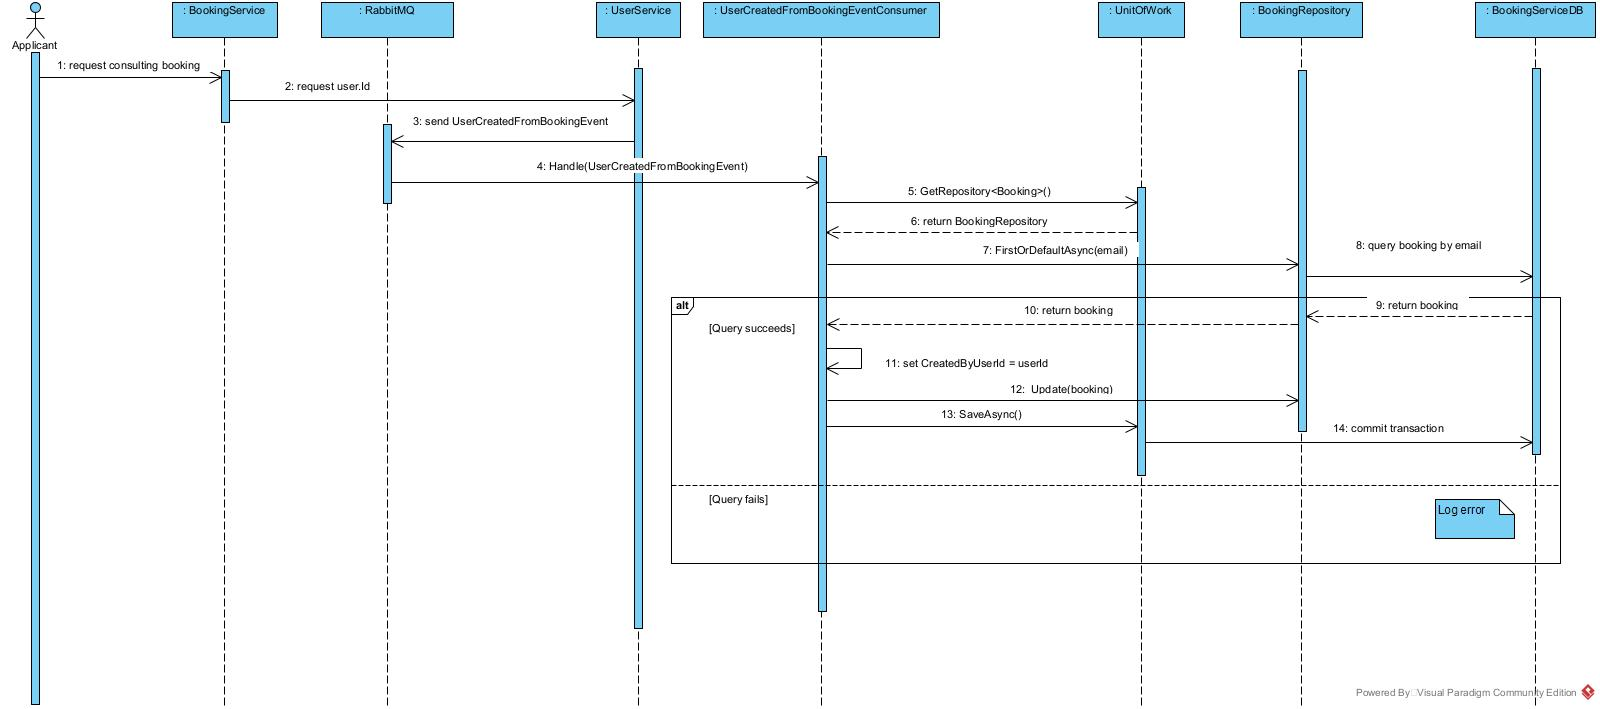 : BookingService
: RabbitMQ
: UserService
: UserCreatedFromBookingEventConsumer
: UnitOfWork
: BookingRepository
: BookingServiceDB
Applicant
1: request consulting booking
2: request user.Id
3: send UserCreatedFromBookingEvent
4: Handle(UserCreatedFromBookingEvent)
5: GetRepository<Booking>()
6: return BookingRepository
7: FirstOrDefaultAsync(email)
8: query booking by email
alt
9: return booking
10: return booking
[Query succeeds]
11: set CreatedByUserId = userId
12: Update(booking)
13: SaveAsync()
14: commit transaction
[Query fails]
Log error
Powered By Visual Paradigm Community Edition